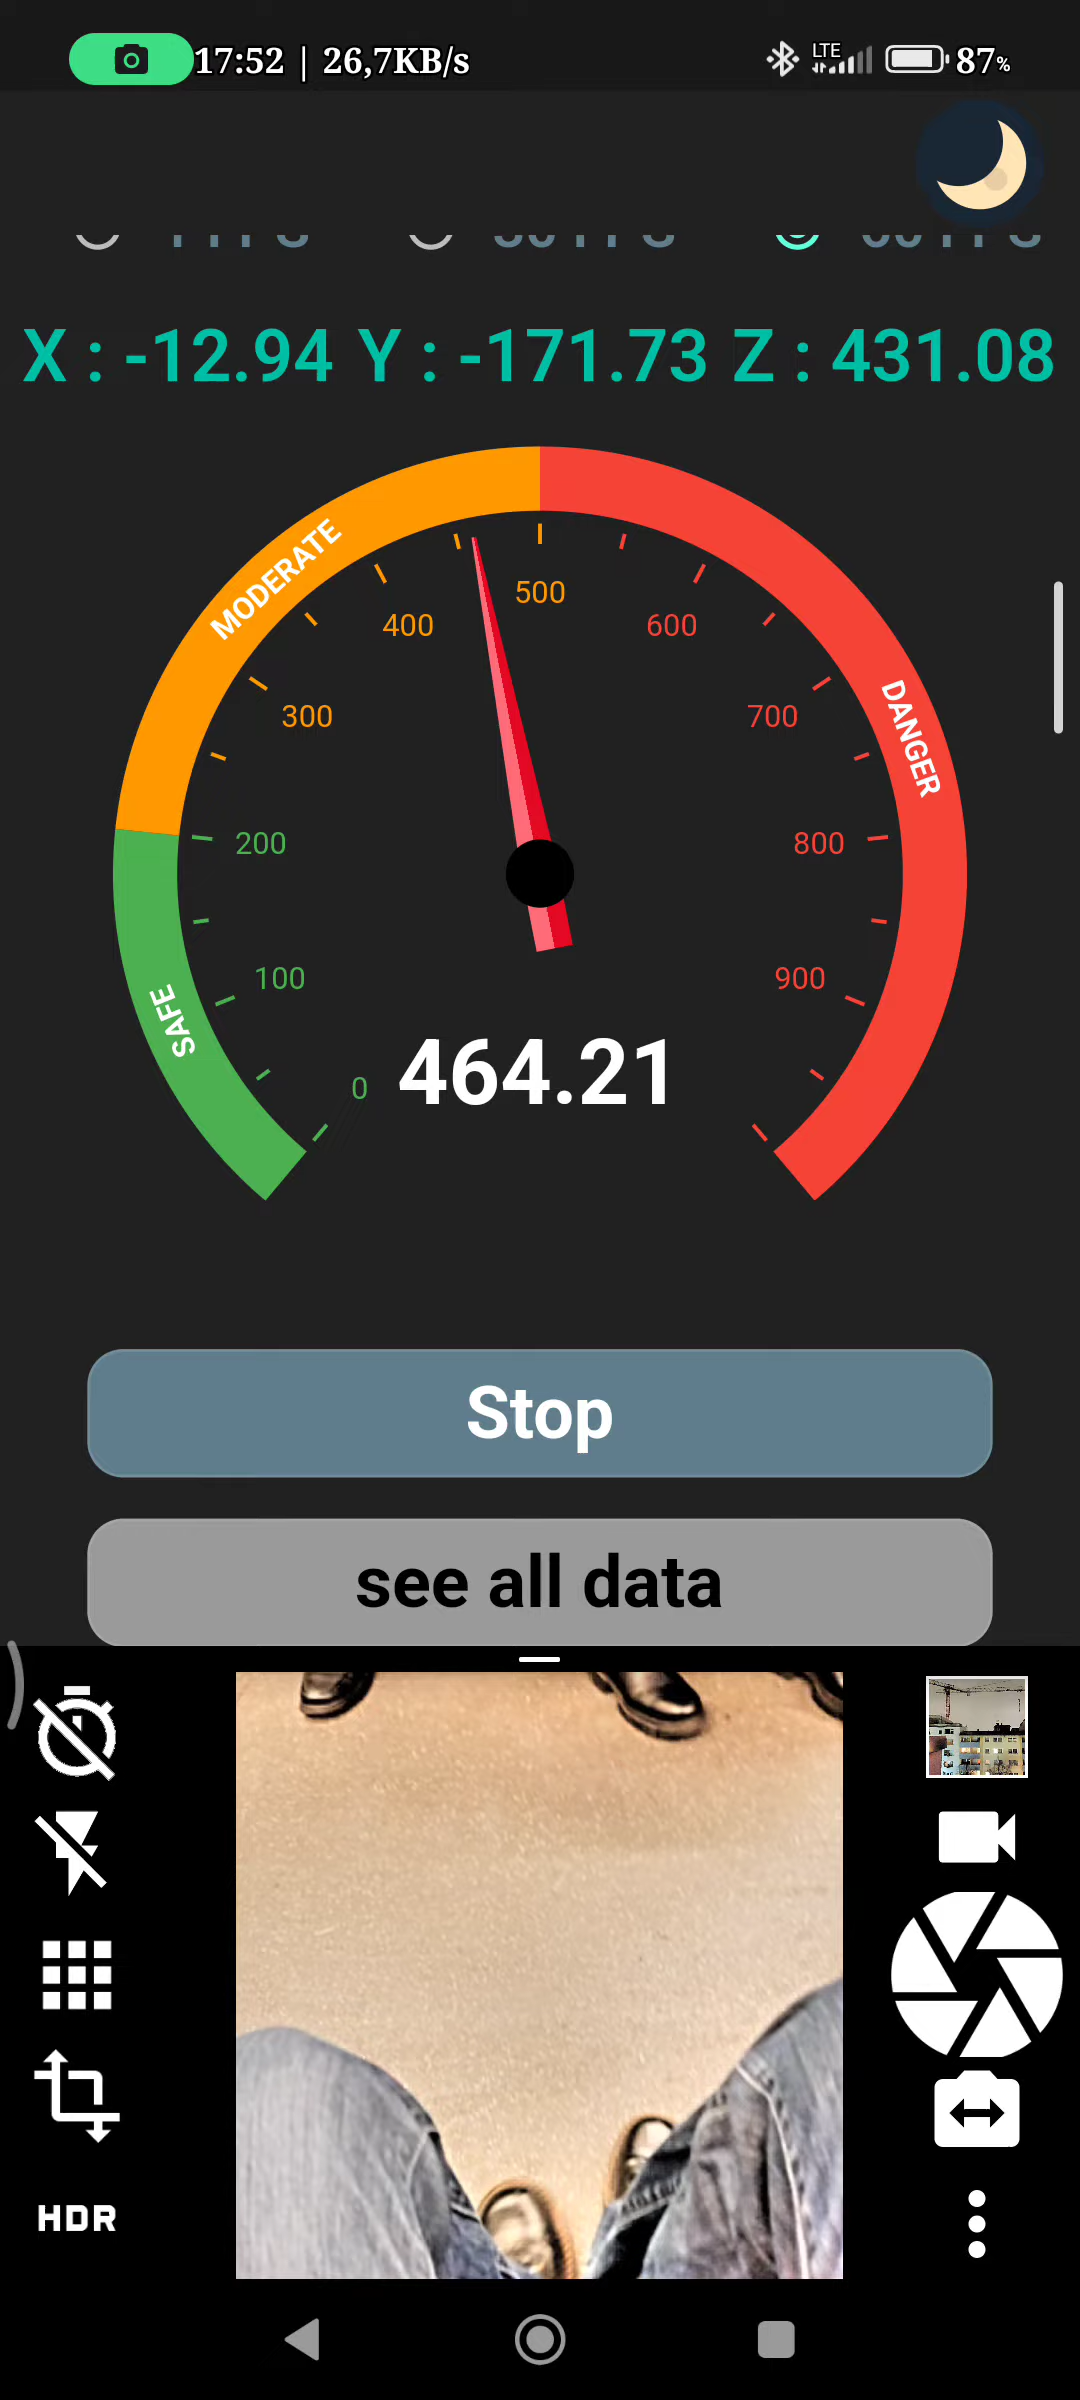 17:52 | 26,7KB/s LTE 87%
X : -12.94 Y : -171.73 Z : 431.08
MODERATE
500
400
600
300
700
DANGER
200
800
100
900
SAFE
0
464.21
Stop
see all data
HDR